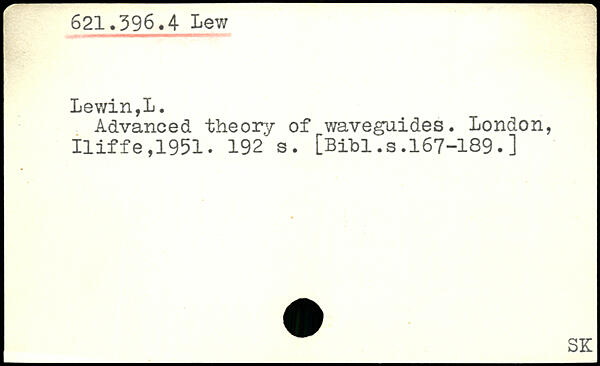 621.396.4 Lew
Lewin,L.
Advanced theory of waveguides. London,
Iliffe,1951. 192 s. [Bibl.s.167-189.]
SK